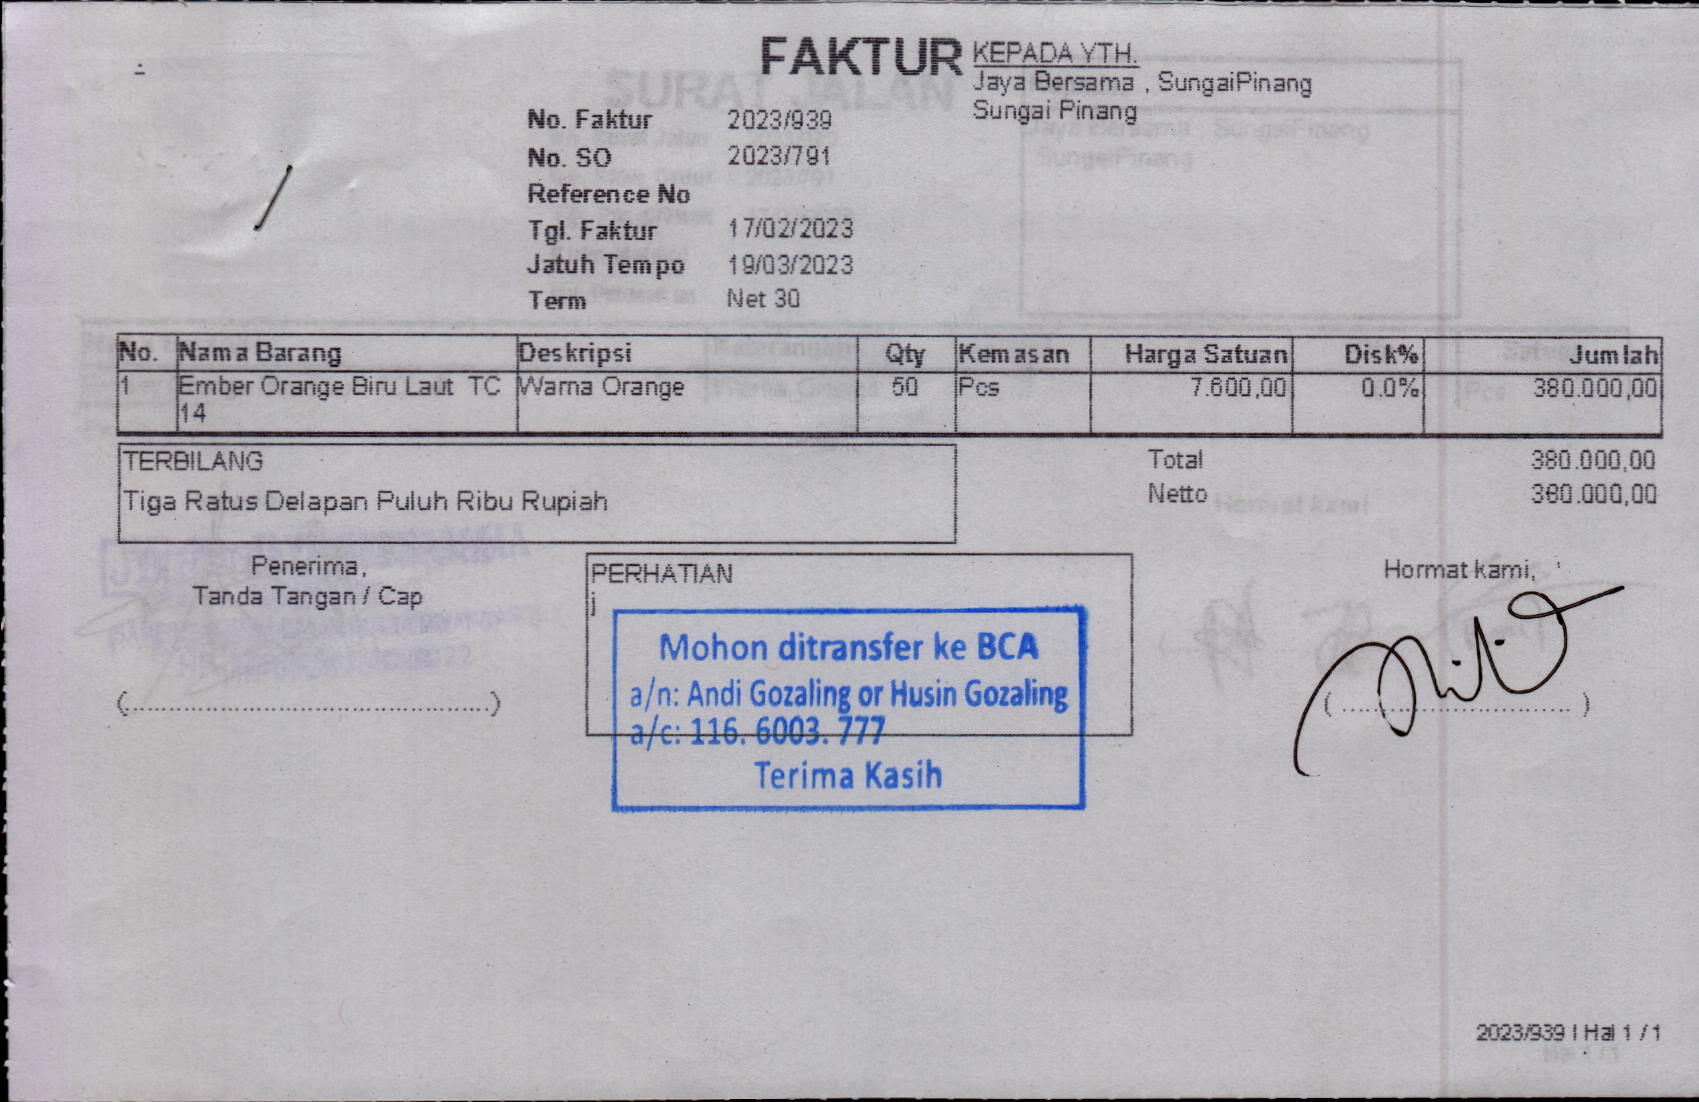 FAKTUR
KEPADA YTH.
Jaya Bersama , SungaiPinang
Sungai Pinang
No. Faktur 2023/939
No. SO 2023/791
Reference No
Tgl. Faktur 17/02/2023
Jatuh Tempo 19/03/2023
Term Net 30
No. Nama Barang Deskripsi Qty Kemasan Harga Satuan Disk% Jumlah
1 Ember Orange Biru Laut TC Warna Orange 50 Pcs 7.600,00 0.0% 380.000,00
14
TERBILANG
Tiga Ratus Delapan Puluh Ribu Rupiah
Total 380.000,00
Netto 380.000,00
Penerima,
Tanda Tangan / Cap
(..............................................)
PERHATIAN
j
Mohon ditransfer ke BCA
a/n: Andi Gozaling or Husin Gozaling
a/c: 116. 6003. 777
Terima Kasih
Hormat kami,
(..............................)
2023/939 | Hal 1 / 1